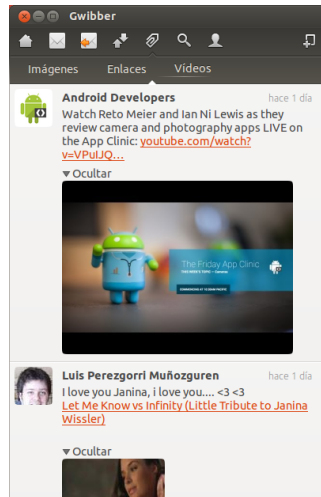 Gwibber
Imágenes Enlaces Vídeos
Android Developers hace 1 día
Watch Reto Meier and Ian Ni Lewis as they
review camera and photography apps LIVE on
the App Clinic: youtube.com/watch?
v=VPuIJQ...
Ocultar
The Friday App Clinic
Luis Perezgorri Muñozguren hace 1 día
I love you Janina, i love you.... <3 <3
Let Me Know vs Infinity (Little Tribute to Janina
Wissler)
Ocultar